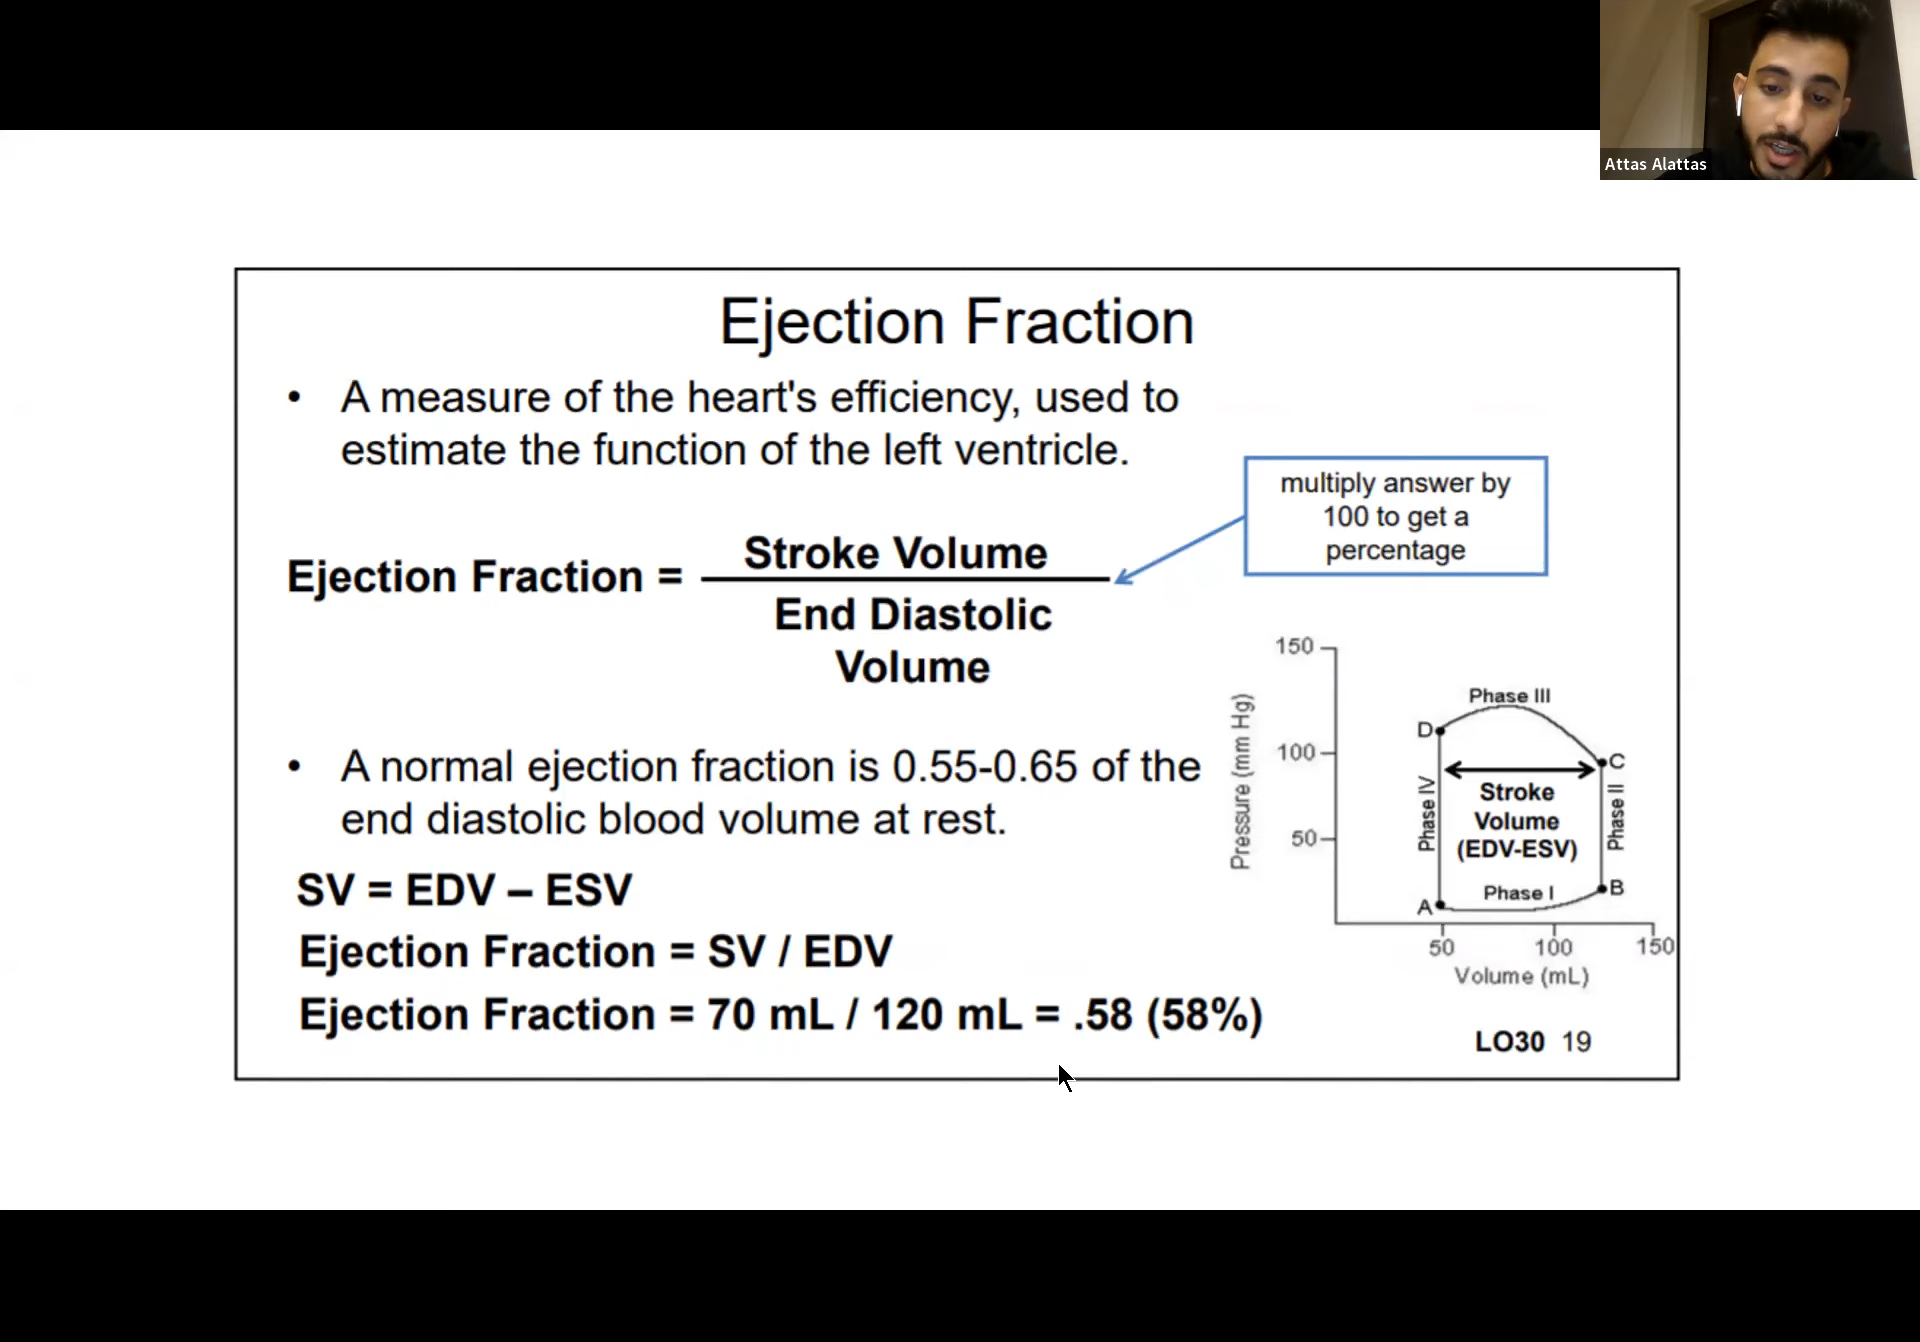 Attas Alattas
Ejection Fraction
• A measure of the heart's efficiency, used to
estimate the function of the left ventricle.
multiply answer by
100 to get a
percentage
Ejection Fraction = Stroke Volume
End Diastolic
Volume
• A normal ejection fraction is 0.55-0.65 of the
end diastolic blood volume at rest.
SV = EDV – ESV
Ejection Fraction = SV / EDV
Ejection Fraction = 70 mL / 120 mL = .58 (58%)
150
100
50
Pressure (mm Hg)
Phase III
D
C
Phase IV
Stroke
Volume
(EDV-ESV)
Phase II
Phase I
A
B
50 100 150
Volume (mL)
LO30 19